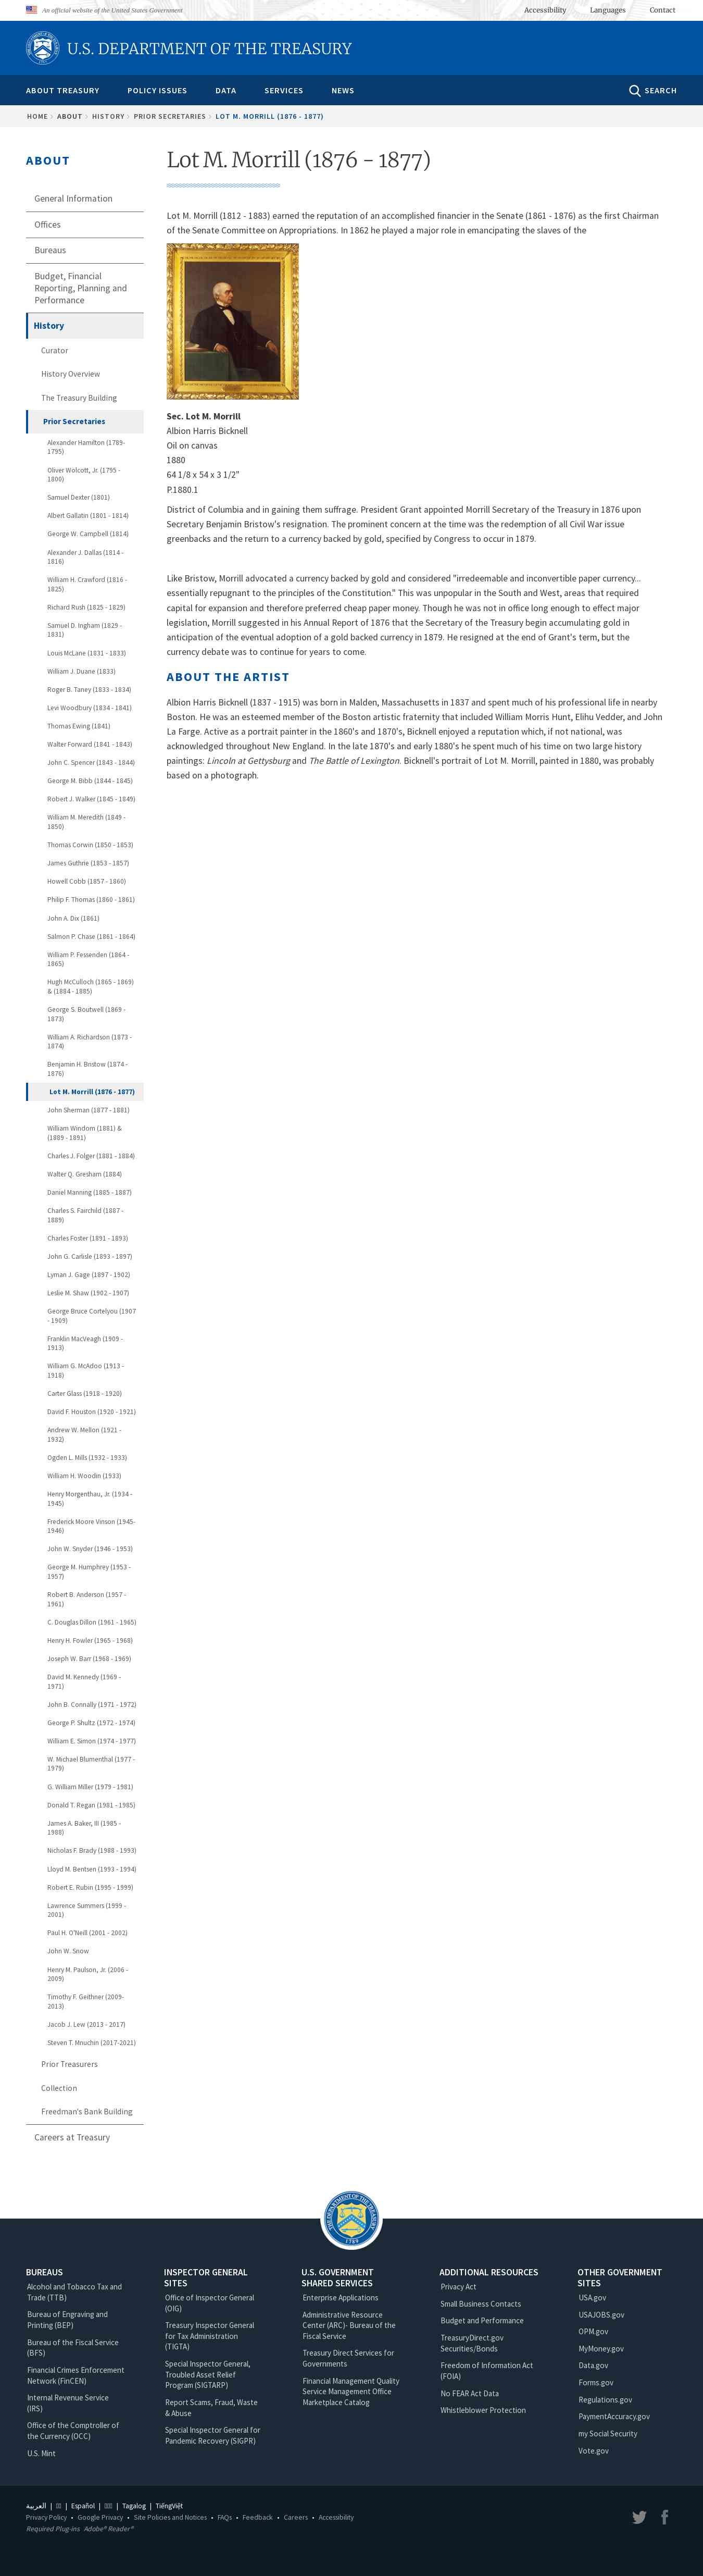 An official website of the United States Government
Accessibility
Languages
Contact
U.S. DEPARTMENT OF THE TREASURY
ABOUT TREASURY
POLICY ISSUES
DATA
SERVICES
NEWS
SEARCH
HOME
ABOUT
HISTORY
PRIOR SECRETARIES
LOT M. MORRILL (1876 - 1877)
ABOUT
General Information
Offices
Bureaus
Budget, Financial
Reporting, Planning and
Performance
History
Curator
History Overview
The Treasury Building
Prior Secretaries
Alexander Hamilton (1789-
1795)
Oliver Wolcott, Jr. (1795 -
1800)
Samuel Dexter (1801)
Albert Gallatin (1801 - 1814)
George W. Campbell (1814)
Alexander J. Dallas (1814 -
1816)
William H. Crawford (1816 -
1825)
Richard Rush (1825 - 1829)
Samuel D. Ingham (1829 -
1831)
Louis McLane (1831 - 1833)
William J. Duane (1833)
Roger B. Taney (1833 - 1834)
Levi Woodbury (1834 - 1841)
Thomas Ewing (1841)
Walter Forward (1841 - 1843)
John C. Spencer (1843 - 1844)
George M. Bibb (1844 - 1845)
Robert J. Walker (1845 - 1849)
William M. Meredith (1849 -
1850)
Thomas Corwin (1850 - 1853)
James Guthrie (1853 - 1857)
Howell Cobb (1857 - 1860)
Philip F. Thomas (1860 - 1861)
John A. Dix (1861)
Salmon P. Chase (1861 - 1864)
William P. Fessenden (1864 -
1865)
Hugh McCulloch (1865 - 1869)
& (1884 - 1885)
George S. Boutwell (1869 -
1873)
William A. Richardson (1873 -
1874)
Benjamin H. Bristow (1874 -
1876)
Lot M. Morrill (1876 - 1877)
John Sherman (1877 - 1881)
William Windom (1881) &
(1889 - 1891)
Charles J. Folger (1881 - 1884)
Walter Q. Gresham (1884)
Daniel Manning (1885 - 1887)
Charles S. Fairchild (1887 -
1889)
Charles Foster (1891 - 1893)
John G. Carlisle (1893 - 1897)
Lyman J. Gage (1897 - 1902)
Leslie M. Shaw (1902 - 1907)
George Bruce Cortelyou (1907
- 1909)
Franklin MacVeagh (1909 -
1913)
William G. McAdoo (1913 -
1918)
Carter Glass (1918 - 1920)
David F. Houston (1920 - 1921)
Andrew W. Mellon (1921 -
1932)
Ogden L. Mills (1932 - 1933)
William H. Woodin (1933)
Henry Morgenthau, Jr. (1934 -
1945)
Frederick Moore Vinson (1945-
1946)
John W. Snyder (1946 - 1953)
George M. Humphrey (1953 -
1957)
Robert B. Anderson (1957 -
1961)
C. Douglas Dillon (1961 - 1965)
Henry H. Fowler (1965 - 1968)
Joseph W. Barr (1968 - 1969)
David M. Kennedy (1969 -
1971)
John B. Connally (1971 - 1972)
George P. Shultz (1972 - 1974)
William E. Simon (1974 - 1977)
W. Michael Blumenthal (1977 -
1979)
G. William Miller (1979 - 1981)
Donald T. Regan (1981 - 1985)
James A. Baker, III (1985 -
1988)
Nicholas F. Brady (1988 - 1993)
Lloyd M. Bentsen (1993 - 1994)
Robert E. Rubin (1995 - 1999)
Lawrence Summers (1999 -
2001)
Paul H. O'Neill (2001 - 2002)
John W. Snow
Henry M. Paulson, Jr. (2006 -
2009)
Timothy F. Geithner (2009-
2013)
Jacob J. Lew (2013 - 2017)
Steven T. Mnuchin (2017-2021)
Prior Treasurers
Collection
Freedman's Bank Building
Careers at Treasury
Lot M. Morrill (1876 - 1877)
Lot M. Morrill (1812 - 1883) earned the reputation of an accomplished financier in the Senate (1861 - 1876) as the first Chairman
of the Senate Committee on Appropriations. In 1862 he played a major role in emancipating the slaves of the
Sec. Lot M. Morrill
Albion Harris Bicknell
Oil on canvas
1880
64 1/8 x 54 x 3 1/2"
P.1880.1
District of Columbia and in gaining them suffrage. President Grant appointed Morrill Secretary of the Treasury in 1876 upon
Secretary Benjamin Bristow's resignation. The prominent concern at the time was the redemption of all Civil War issue
greenbacks and the return to a currency backed by gold, specified by Congress to occur in 1879.
Like Bristow, Morrill advocated a currency backed by gold and considered "irredeemable and inconvertible paper currency...
essentially repugnant to the principles of the Constitution." This was unpopular in the South and West, areas that required
capital for expansion and therefore preferred cheap paper money. Though he was not in office long enough to effect major
legislation, Morrill suggested in his Annual Report of 1876 that the Secretary of the Treasury begin accumulating gold in
anticipation of the eventual adoption of a gold backed currency in 1879. He resigned at the end of Grant's term, but the
currency debate was to continue for years to come.
ABOUT THE ARTIST
Albion Harris Bicknell (1837 - 1915) was born in Malden, Massachusetts in 1837 and spent much of his professional life in nearby
Boston. He was an esteemed member of the Boston artistic fraternity that included William Morris Hunt, Elihu Vedder, and John
La Farge. Active as a portrait painter in the 1860's and 1870's, Bicknell enjoyed a reputation which, if not national, was
acknowledged throughout New England. In the late 1870's and early 1880's he spent much of his time on two large history
paintings: Lincoln at Gettysburg and The Battle of Lexington. Bicknell's portrait of Lot M. Morrill, painted in 1880, was probably
based on a photograph.
BUREAUS
Alcohol and Tobacco Tax and
Trade (TTB)
Bureau of Engraving and
Printing (BEP)
Bureau of the Fiscal Service
(BFS)
Financial Crimes Enforcement
Network (FinCEN)
Internal Revenue Service
(IRS)
Office of the Comptroller of
the Currency (OCC)
U.S. Mint
INSPECTOR GENERAL
SITES
Office of Inspector General
(OIG)
Treasury Inspector General
for Tax Administration
(TIGTA)
Special Inspector General,
Troubled Asset Relief
Program (SIGTARP)
Report Scams, Fraud, Waste
& Abuse
Special Inspector General for
Pandemic Recovery (SIGPR)
U.S. GOVERNMENT
SHARED SERVICES
Enterprise Applications
Administrative Resource
Center (ARC)- Bureau of the
Fiscal Service
Treasury Direct Services for
Governments
Financial Management Quality
Service Management Office
Marketplace Catalog
ADDITIONAL RESOURCES
Privacy Act
Small Business Contacts
Budget and Performance
TreasuryDirect.gov
Securities/Bonds
Freedom of Information Act
(FOIA)
No FEAR Act Data
Whistleblower Protection
OTHER GOVERNMENT
SITES
USA.gov
USAJOBS.gov
OPM.gov
MyMoney.gov
Data.gov
Forms.gov
Regulations.gov
PaymentAccuracy.gov
my Social Security
Vote.gov
العربية | | Español | | Tagalog | TiếngViệt
Privacy Policy • Google Privacy • Site Policies and Notices • FAQs • Feedback • Careers • Accessibility
Required Plug-ins Adobe® Reader®